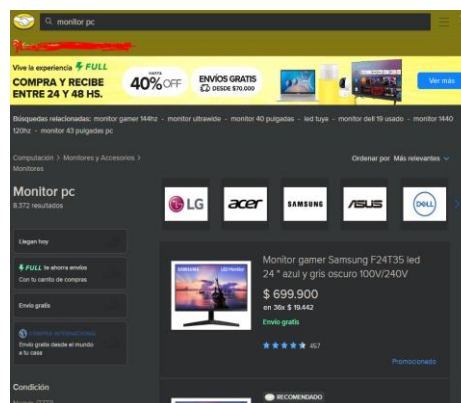 monitor pc
Vive la experiencia FULL
COMPRA Y RECIBE
ENTRE 24 Y 48 HS.
HASTA
40% OFF
ENVÍOS GRATIS
DESDE $70.000
Ver más
Búsquedas relacionadas: monitor gamer 144hz - monitor ultrawide - monitor 40 pulgadas - led tuya - monitor dell 19 usado - monitor 1440
120hz - monitor 43 pulgadas pc
Computación > Monitores y Accesorios >
Monitores
Ordenar por Más relevantes
Monitor pc
8.372 resultados
LG
acer
SAMSUNG
ASUS
DELL
Llegan hoy
FULL te ahorra envíos
Con tu carrito de compras
Envío gratis
COMPRA INTERNACIONAL
Envío gratis desde el mundo
a tu casa
Condición
SAMSUNG
LED Monitor
Monitor gamer Samsung F24T35 led
24 " azul y gris oscuro 100V/240V
$ 699.900
en 36x $ 19.442
Envío gratis
457
Promocionado
RECOMENDADO